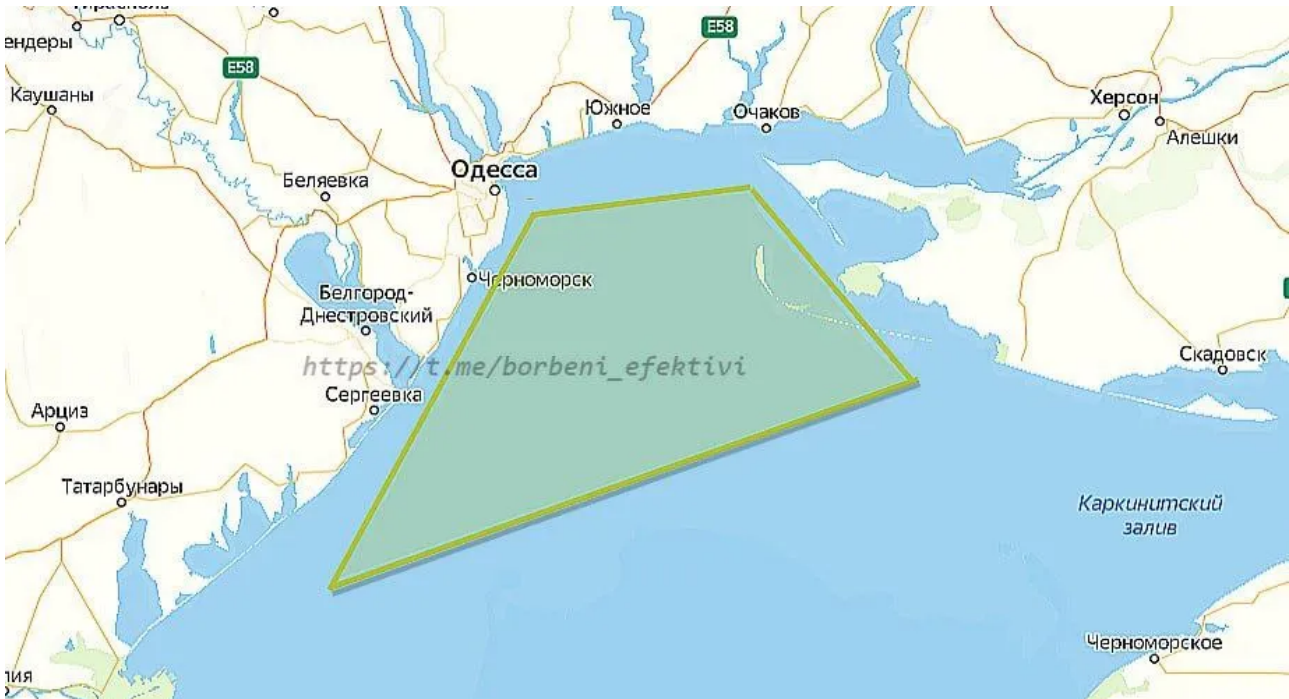 ендеры
E58
E58
Каушаны
Южное
Очаков
Херсон
Алешки
Одесса
Беляевка
Черноморск
Белгород-
Днестровский
https://t.me/borbeni_efektivi
Скадовск
Сергеевка
Арциз
Татарбунары
Каркинитский
залив
Черноморское
лия